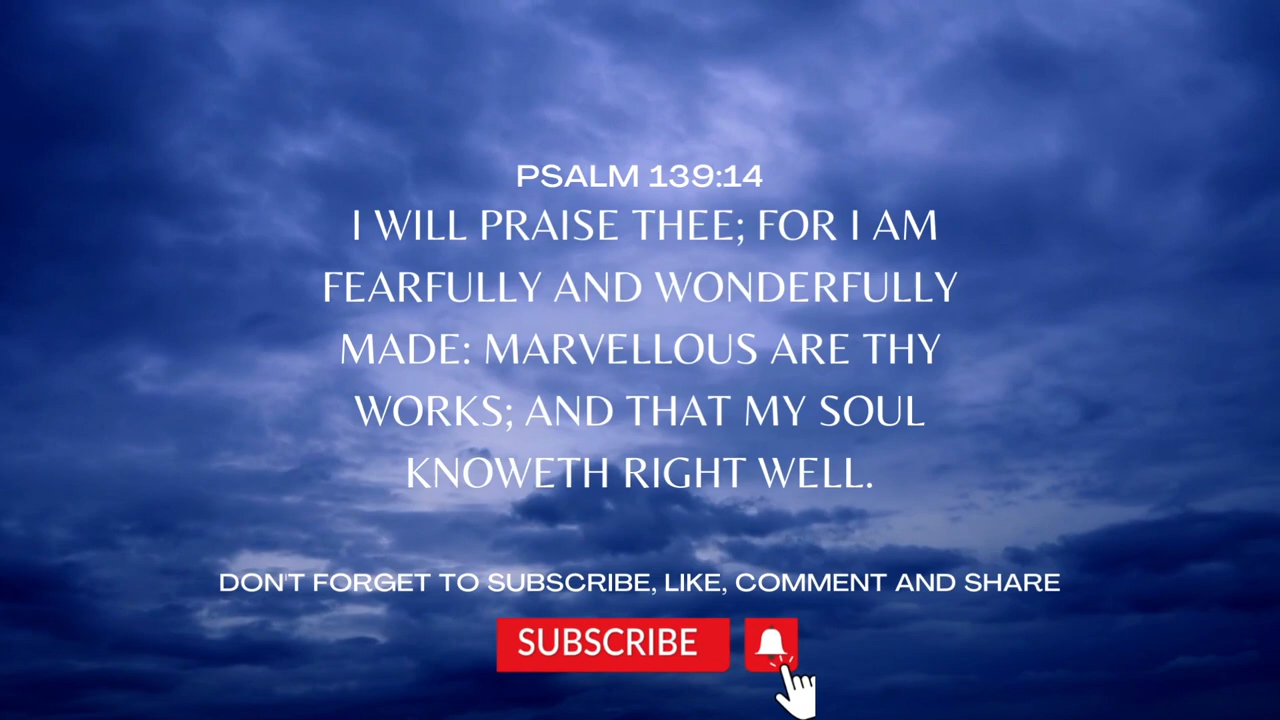 PSALM 139:14
I WILL PRAISE THEE; FOR I AM
FEARFULLY AND WONDERFULLY
MADE: MARVELLOUS ARE THY
WORKS; AND THAT MY SOUL
KNOWETH RIGHT WELL.
DON'T FORGET TO SUBSCRIBE, LIKE, COMMENT AND SHARE
SUBSCRIBE